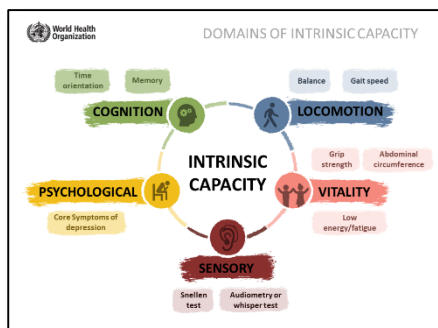 World Health
Organization
DOMAINS OF INTRINSIC CAPACITY
Time
orientation
Memory
COGNITION
Balance
Gait speed
LOCOMOTION
INTRINSIC
CAPACITY
Grip
strength
Abdominal
circumference
VITALITY
Low
energy/fatigue
PSYCHOLOGICAL
Core Symptoms of
depression
SENSORY
Snellen
test
Audiometry or
whisper test